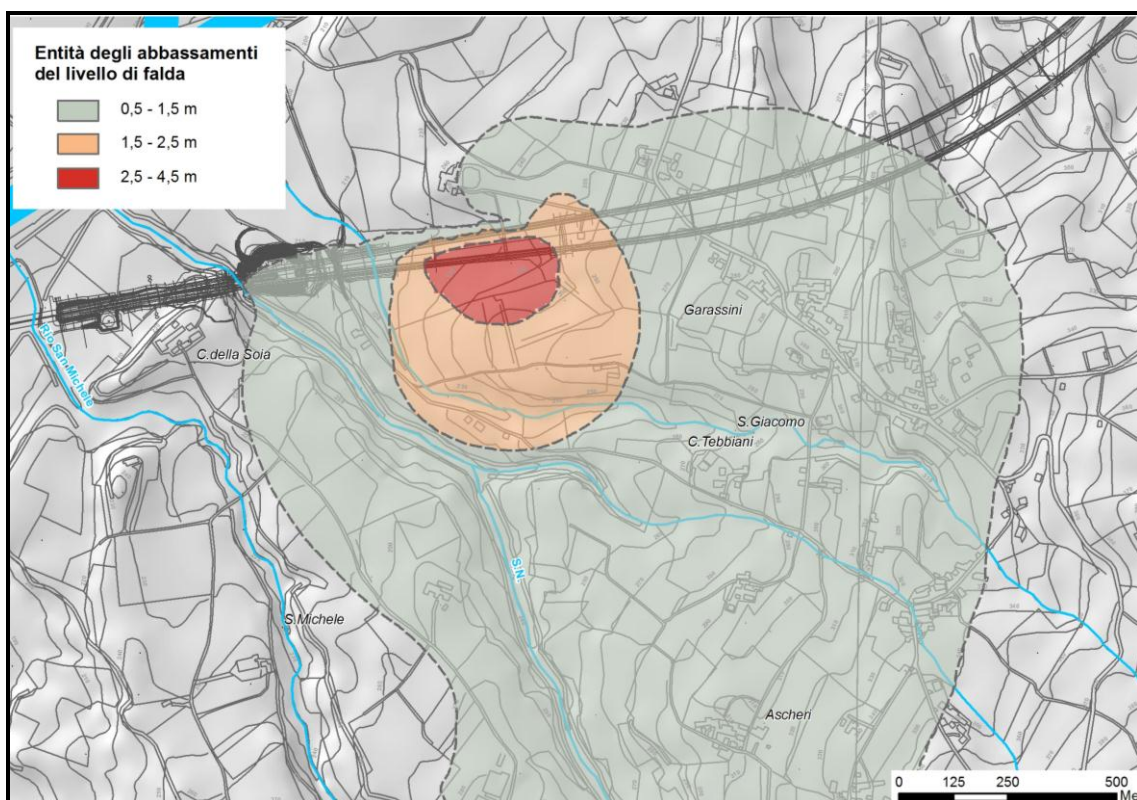 Entità degli abbassamenti
del livello di falda
0,5 - 1,5 m
1,5 - 2,5 m
2,5 - 4,5 m
Garassini
C.della Soia
Rio San Michele
S.Giacomo
C.Tebbiani
S.N.
S.Michele
Ascheri
0 125 250 500
Me